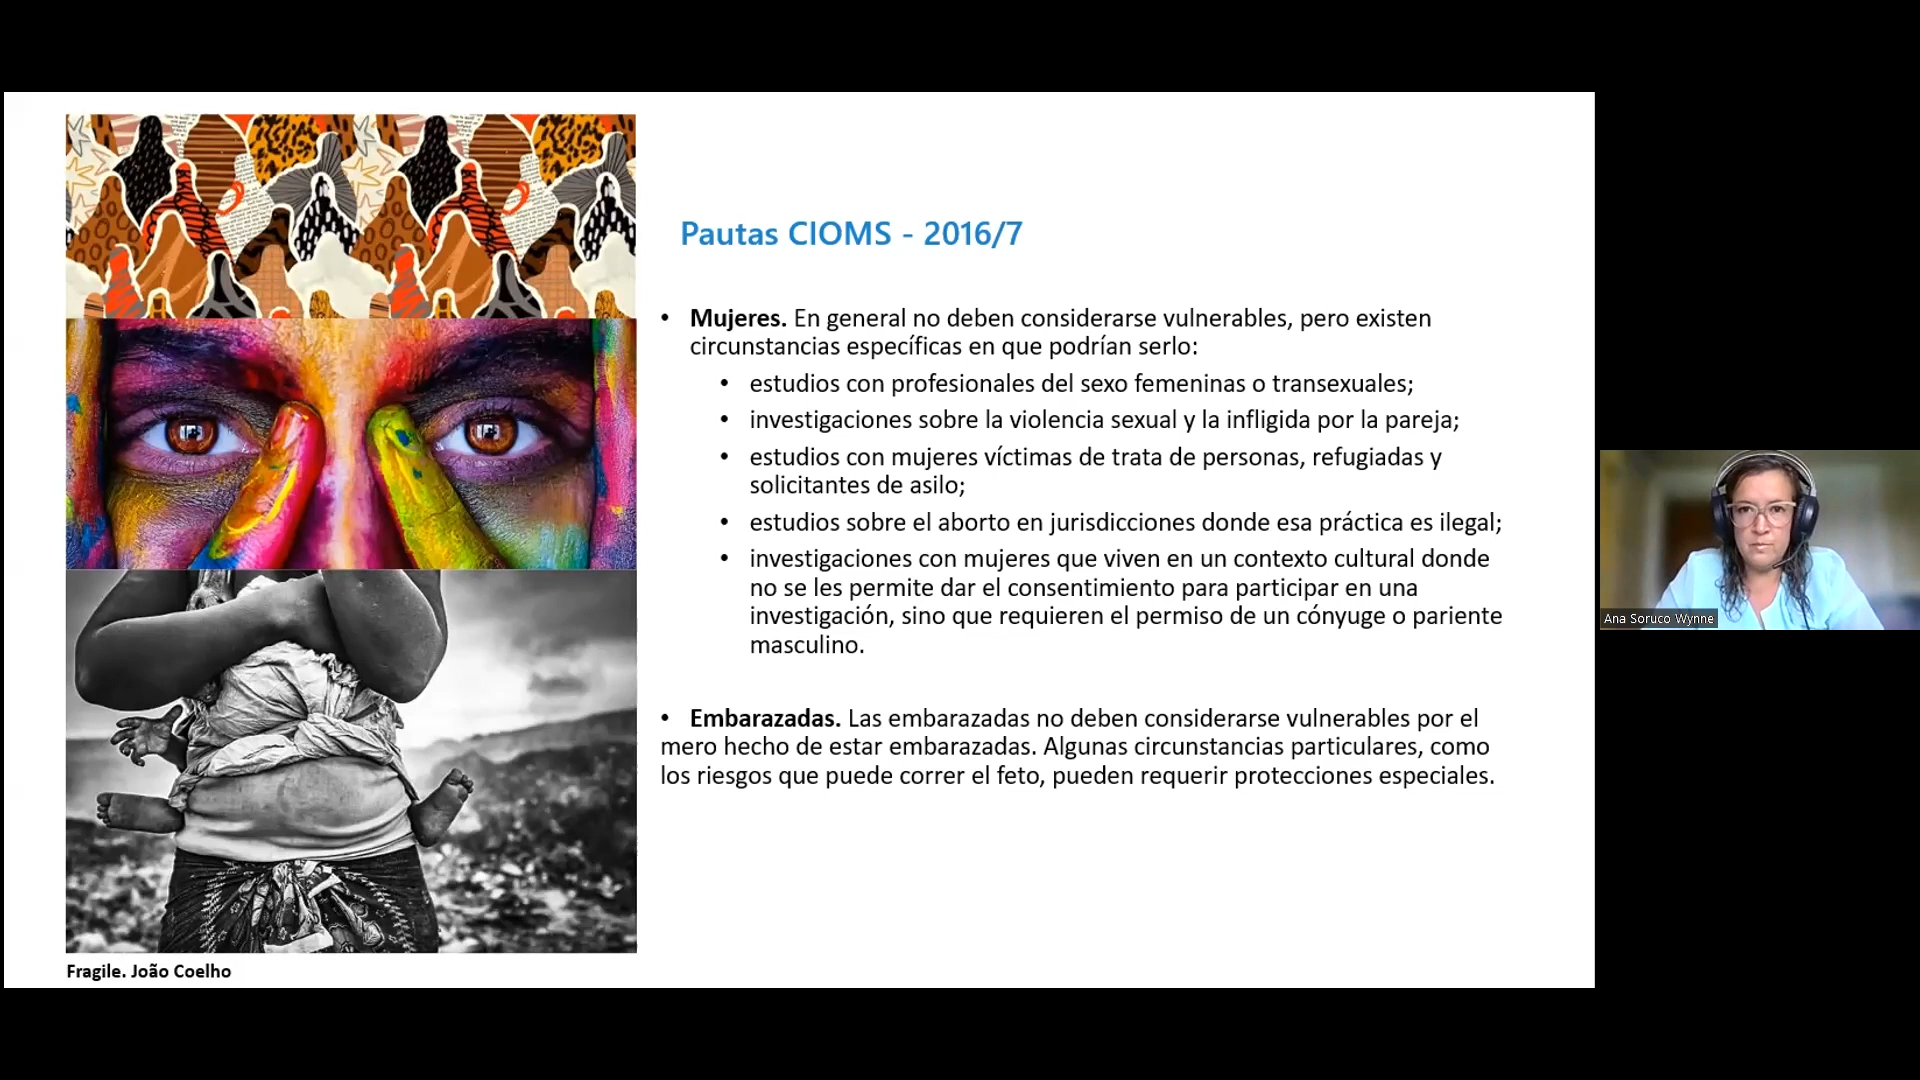 Pautas CIOMS - 2016/7
• Mujeres. En general no deben considerarse vulnerables, pero existen
circunstancias específicas en que podrían serlo:
• estudios con profesionales del sexo femeninas o transexuales;
• investigaciones sobre la violencia sexual y la infligida por la pareja;
• estudios con mujeres víctimas de trata de personas, refugiadas y
solicitantes de asilo;
• estudios sobre el aborto en jurisdicciones donde esa práctica es ilegal;
• investigaciones con mujeres que viven en un contexto cultural donde
no se les permite dar el consentimiento para participar en una
investigación, sino que requieren el permiso de un cónyuge o pariente
masculino.
• Embarazadas. Las embarazadas no deben considerarse vulnerables por el
mero hecho de estar embarazadas. Algunas circunstancias particulares, como
los riesgos que puede correr el feto, pueden requerir protecciones especiales.
Fragile. João Coelho
Ana Soruco Wynne